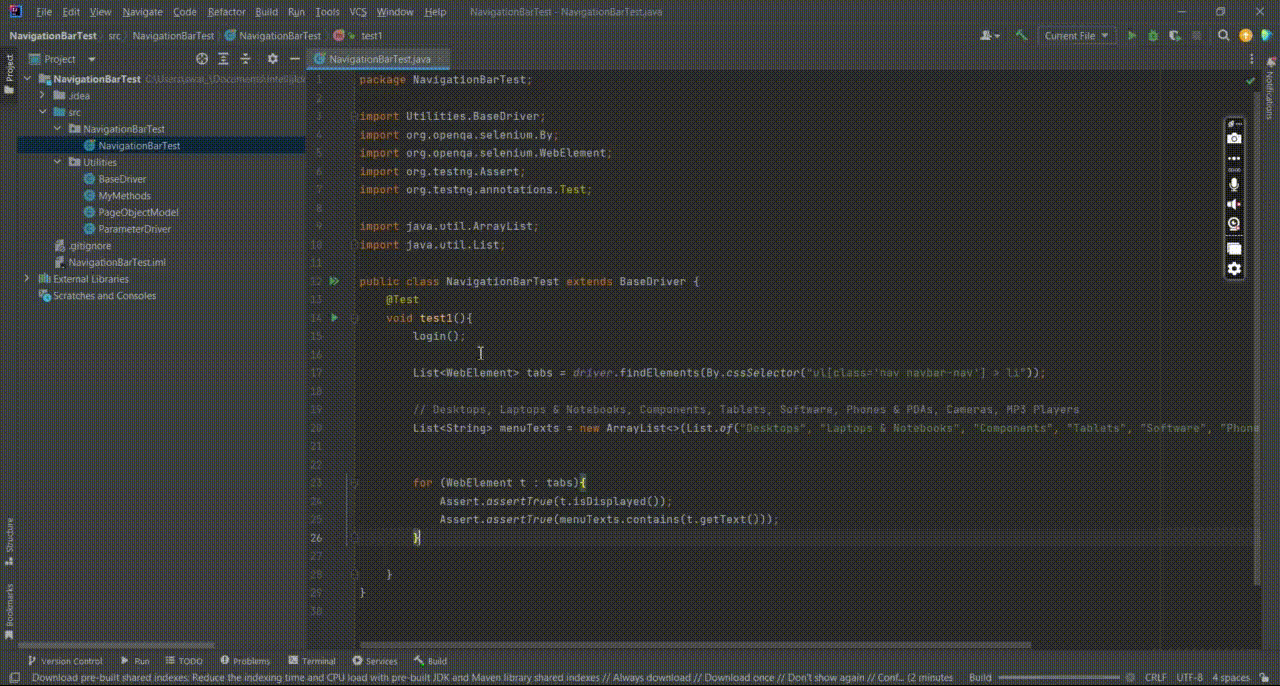 File Edit View Navigate Code Refactor Build Run Tools VCS Window Help NavigationBarTest - NavigationBarTest.java
NavigationBarTest src NavigationBarTest NavigationBarTest test1 Current File
Project
NavigationBarTest
.idea
src
NavigationBarTest
NavigationBarTest
Utilities
BaseDriver
MyMethods
PageObjectModel
ParameterDriver
.gitignore
NavigationBarTest.iml
External Libraries
Scratches and Consoles
Project
Structure
Bookmarks
NavigationBarTest.java
1 package NavigationBarTest;
2
3 import Utilities.BaseDriver;
4 import org.openqa.selenium.By;
5 import org.openqa.selenium.WebElement;
6 import org.testng.Assert;
7 import org.testng.annotations.Test;
8
9 import java.util.ArrayList;
10 import java.util.List;
11
12 public class NavigationBarTest extends BaseDriver {
13 @Test
14 void test1(){
15 login();
16
17 List<WebElement> tabs = driver.findElements(By.cssSelector("ul[class='nav navbar-nav'] > li"));
18
19 // Desktops, Laptops & Notebooks, Components, Tablets, Software, Phones & PDAs, Cameras, MP3 Players
20 List<String> menuTexts = new ArrayList<>(List.of("Desktops", "Laptops & Notebooks", "Components", "Tablets", "Software", "Phone
21
22
23 for (WebElement t : tabs){
24 Assert.assertTrue(t.isDisplayed());
25 Assert.assertTrue(menuTexts.contains(t.getText()));
26 }
27
28 }
29 }
30
Notifications
Version Control Run TODO Problems Terminal Services Build
Download pre-built shared indexes: Reduce the indexing time and CPU load with pre-built JDK and Maven library shared indexes // Always download // Download once // Don't show again // Conf... (2 minutes Build CRLF UTF-8 4 spaces